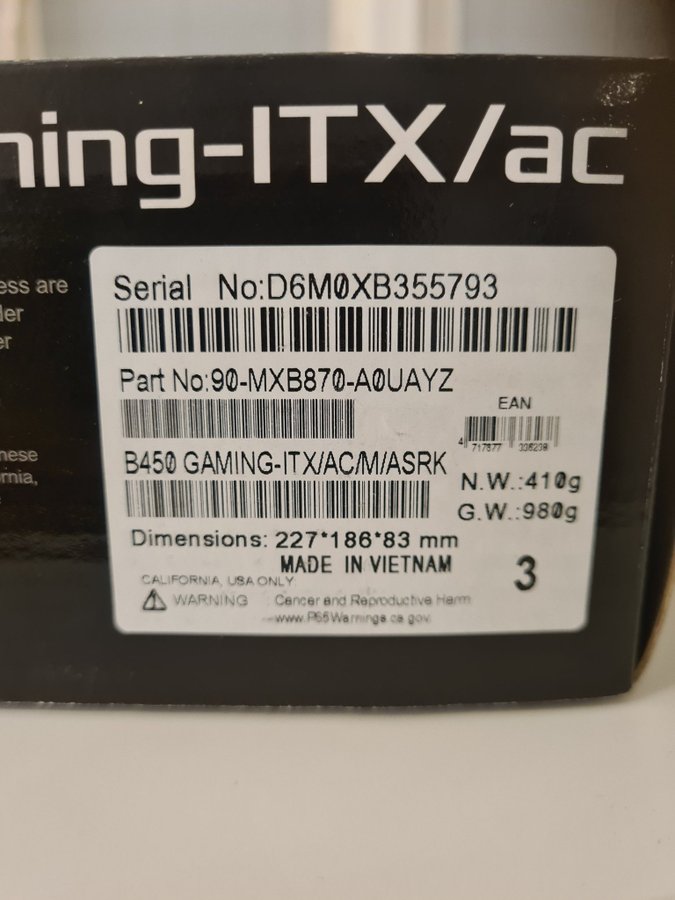 ning-ITX/ac
ess are
Serial No:D6M0XB355793
er
Part No:90-MXB870-A0UAYZ
EAN
nese
B450 GAMING-ITX/AC/M/ASRK
rnia,
N.W.:410g
G.W.:980g
Dimensions: 227*186*83 mm
MADE IN VIETNAM
3
CALIFORNIA, USA ONLY
WARNING Cancer and Reproductive Harm
www.P65Warnings.ca.gov